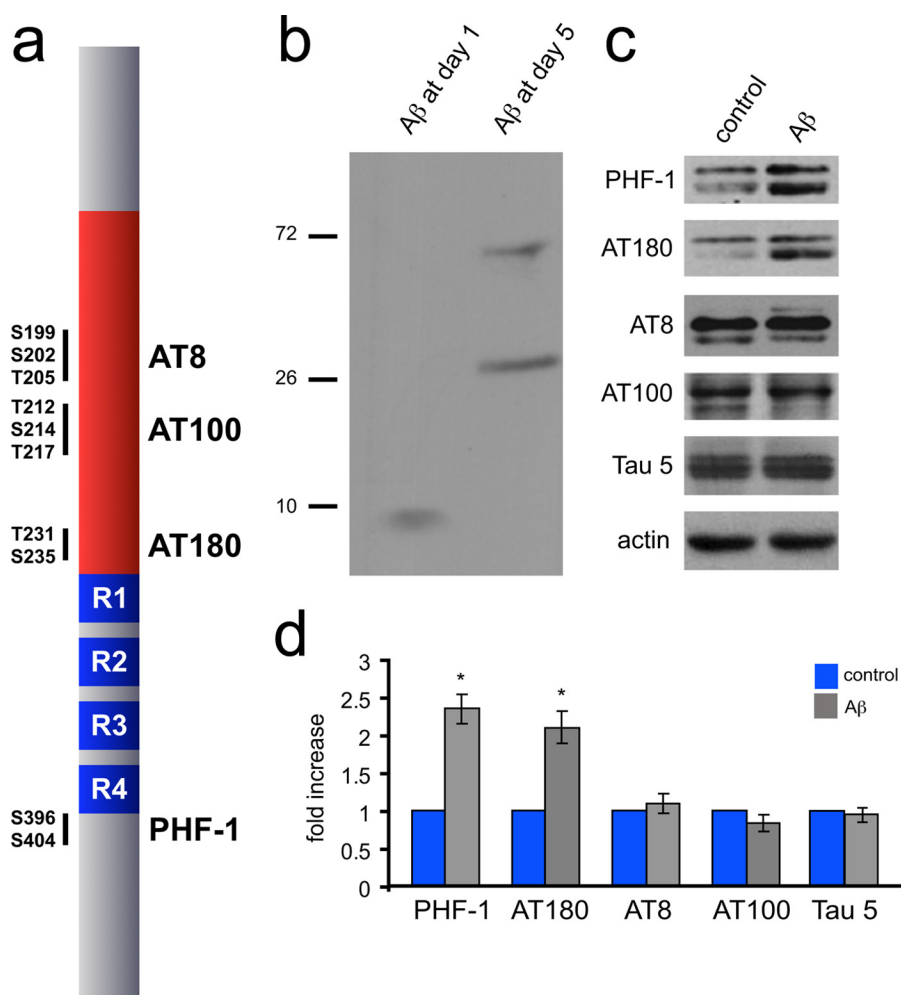 a
S199
S202
T205
AT8
T212
S214
T217
AT100
T231
S235
AT180
R1
R2
R3
R4
S396
S404
PHF-1
b
Aβ at day 1
Aβ at day 5
72
26
10
c
control
Aβ
PHF-1
AT180
AT8
AT100
Tau 5
actin
d
fold increase
3
2.5
2
1.5
1
0.5
0
* *
control
Aβ
PHF-1 AT180 AT8 AT100 Tau 5